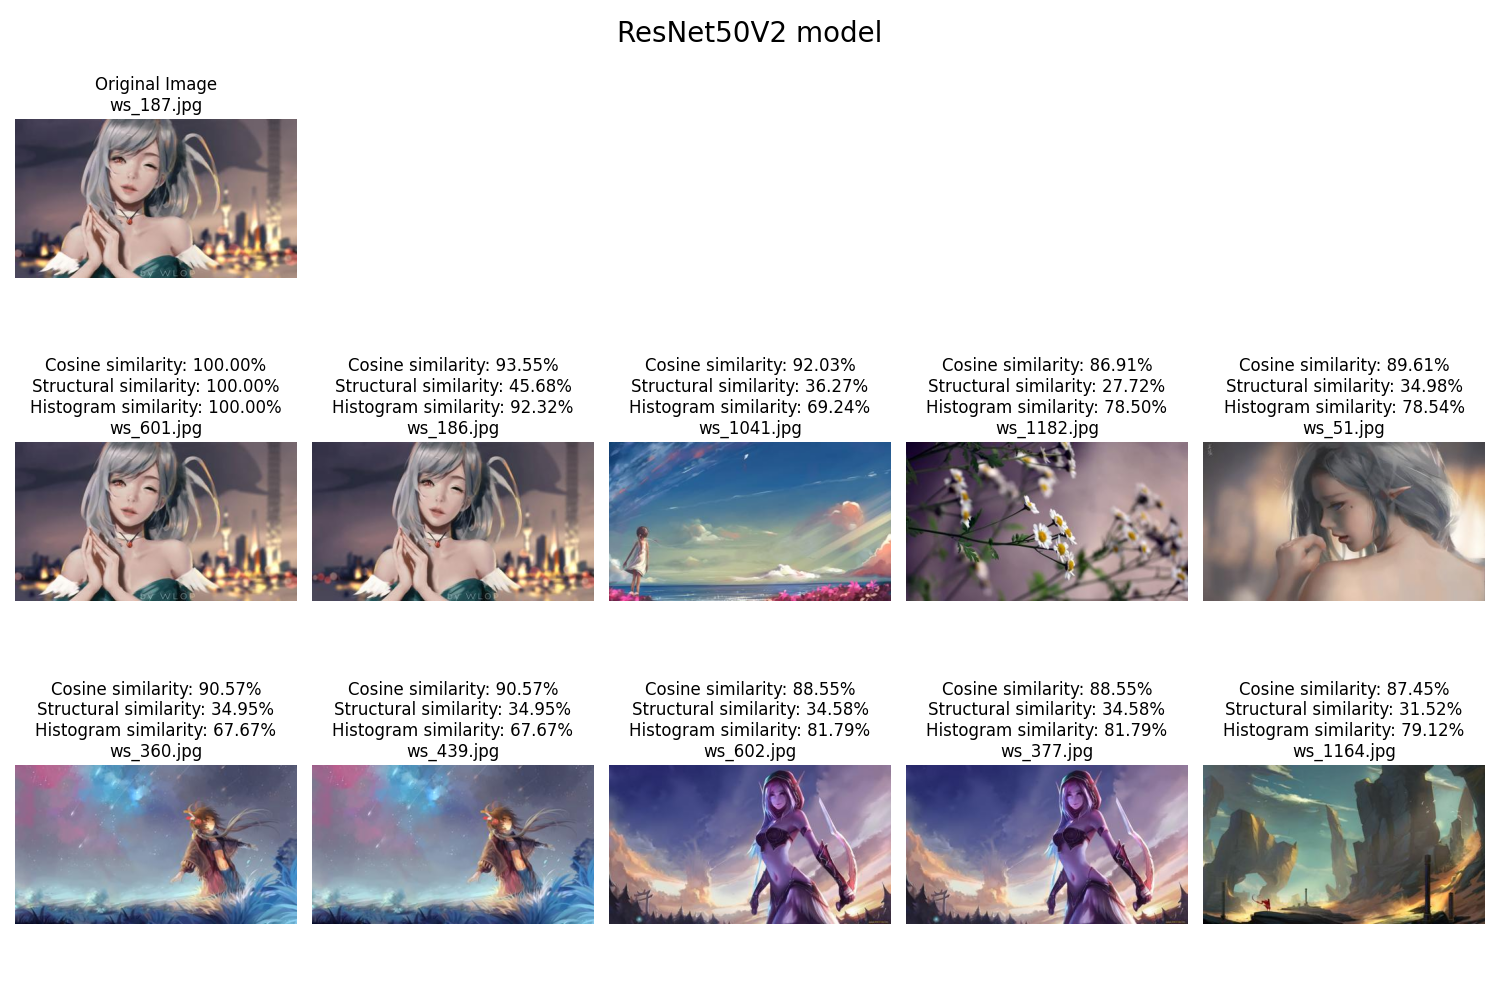 ResNet50V2 model
Original Image
ws_187.jpg
BY WLOP
Cosine similarity: 100.00%
Structural similarity: 100.00%
Histogram similarity: 100.00%
ws_601.jpg
BY WLOP
Cosine similarity: 93.55%
Structural similarity: 45.68%
Histogram similarity: 92.32%
ws_186.jpg
BY WLOP
Cosine similarity: 92.03%
Structural similarity: 36.27%
Histogram similarity: 69.24%
ws_1041.jpg
Cosine similarity: 86.91%
Structural similarity: 27.72%
Histogram similarity: 78.50%
ws_1182.jpg
Cosine similarity: 89.61%
Structural similarity: 34.98%
Histogram similarity: 78.54%
ws_51.jpg
Cosine similarity: 90.57%
Structural similarity: 34.95%
Histogram similarity: 67.67%
ws_360.jpg
Cosine similarity: 90.57%
Structural similarity: 34.95%
Histogram similarity: 67.67%
ws_439.jpg
Cosine similarity: 88.55%
Structural similarity: 34.58%
Histogram similarity: 81.79%
ws_602.jpg
Cosine similarity: 88.55%
Structural similarity: 34.58%
Histogram similarity: 81.79%
ws_377.jpg
Cosine similarity: 87.45%
Structural similarity: 31.52%
Histogram similarity: 79.12%
ws_1164.jpg